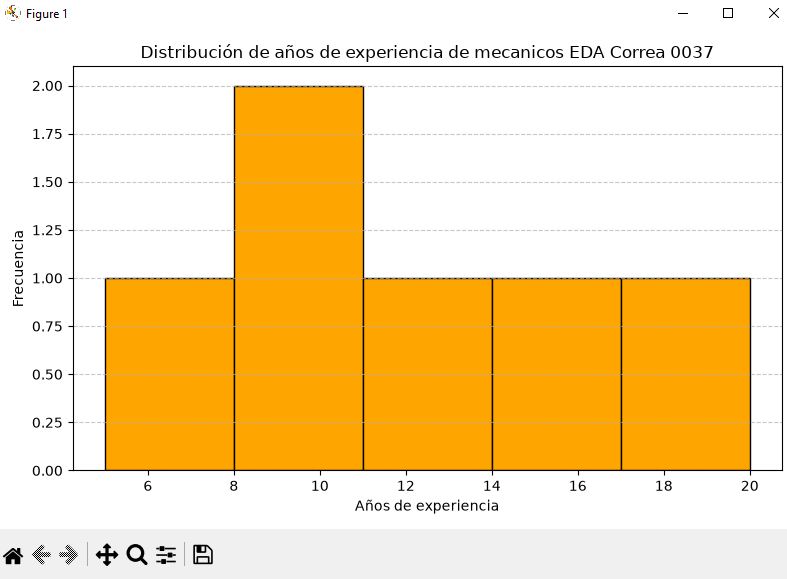 Figure 1
Distribución de años de experiencia de mecanicos EDA Correa 0037
2.00
1.75
1.50
1.25
1.00
0.75
0.50
0.25
0.00
Frecuencia
6 8 10 12 14 16 18 20
Años de experiencia